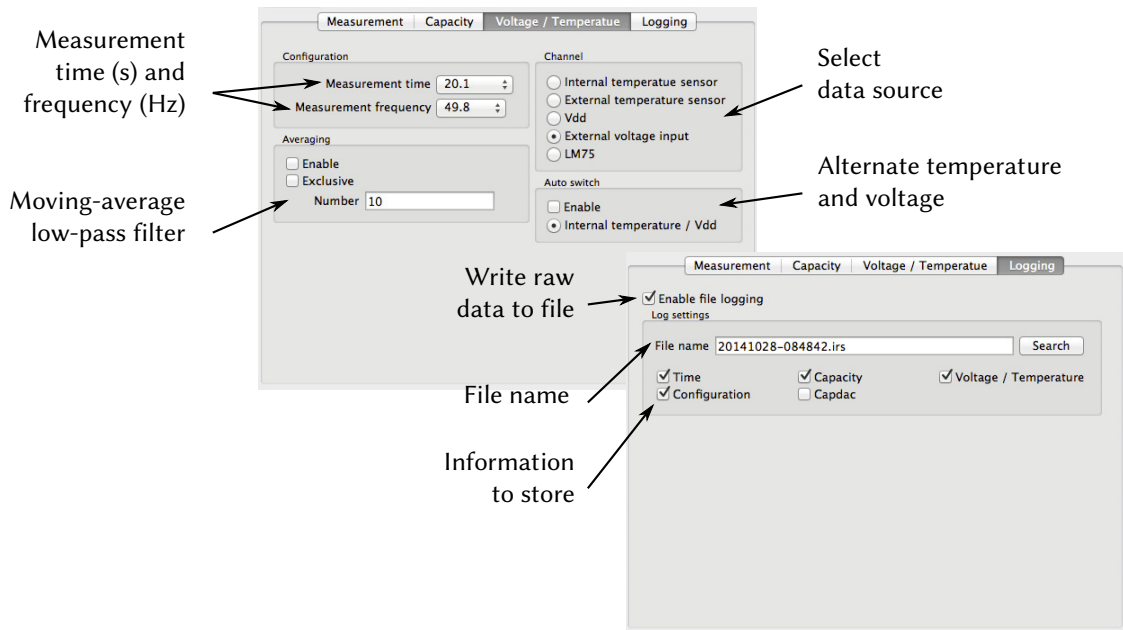 Measurement Capacity Voltage / Temperatue Logging
Measurement
time (s) and
frequency (Hz)
Configuration
Measurement time 20.1
Measurement frequency 49.8
Averaging
Enable
Exclusive
Number 10
Moving-average
low-pass filter
Channel
Internal temperatue sensor
External temperature sensor
Vdd
External voltage input
LM75
Select
data source
Auto switch
Enable
Internal temperature / Vdd
Alternate temperature
and voltage
Measurement Capacity Voltage / Temperatue Logging
Write raw
data to file
Enable file logging
Log settings
File name 20141028-084842.irs Search
Time Capacity Voltage / Temperature
Configuration Capdac
File name
Information
to store